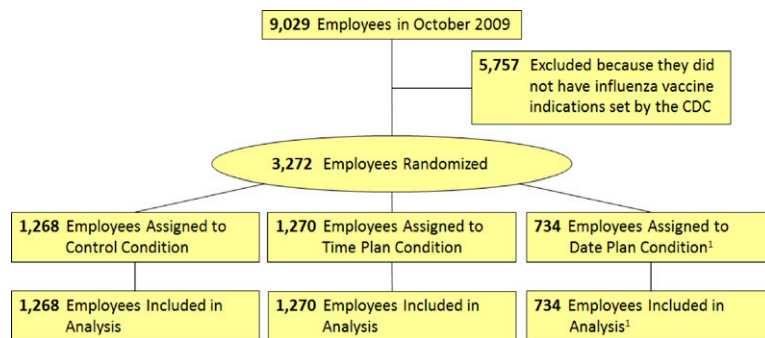 9,029 Employees in October 2009
5,757 Excluded because they did
not have influenza vaccine
indications set by the CDC
3,272 Employees Randomized
1,268 Employees Assigned to
Control Condition
1,270 Employees Assigned to
Time Plan Condition
734 Employees Assigned to
Date Plan Condition¹
1,268 Employees Included in
Analysis
1,270 Employees Included in
Analysis
734 Employees Included in
Analysis¹